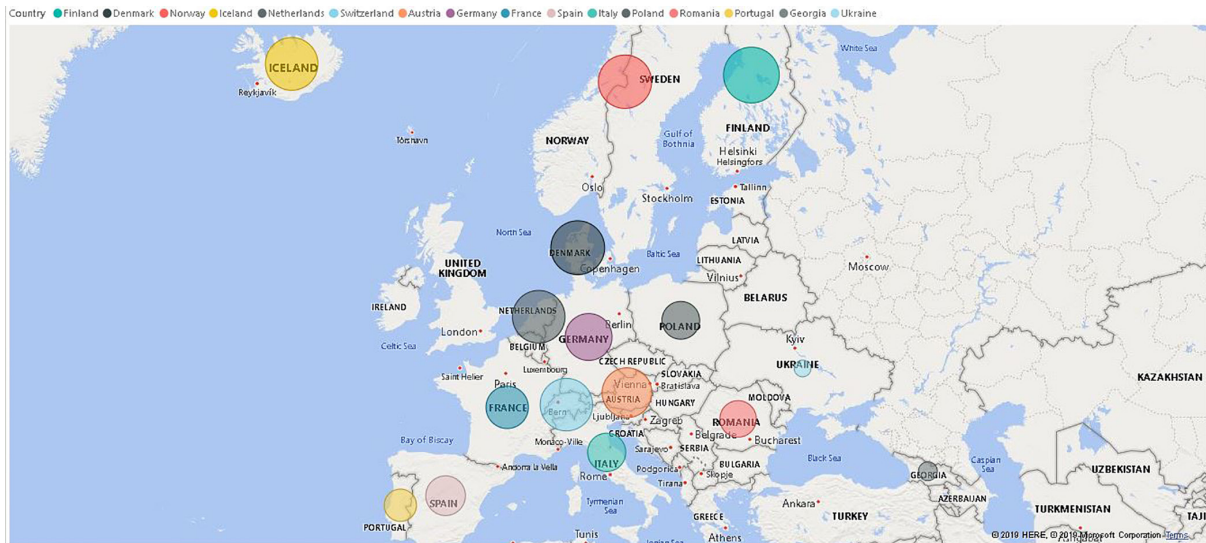 Country Finland Denmark Norway Iceland Netherlands Switzerland Austria Germany France Spain Italy Poland Romania Portugal Georgia Ukraine
White Sea
ICELAND
SWEDEN
Reykjavík
FINLAND
Tórshavn
NORWAY
Gulf of
Bothnia
Helsinki
Helsingfors
Oslo
Tallinn
Stockholm
ESTONIA
North Sea
LATVIA
DENMARK
Baltic Sea
LITHUANIA
Copenhagen
Moscow
UNITED
KINGDOM
Vilnius
IRELAND
BELARUS
NETHERLANDS
Berlin
POLAND
London
GERMANY
Celtic Sea
BELGIUM
Kyiv
CZECH REPUBLIC
UKRAINE
Saint Helier
Luxembourg
SLOVAKIA
KAZAKHSTAN
Paris
Vienna
Bratislava
AUSTRIA
MOLDOVA
HUNGARY
FRANCE
Bern
Ljubljana
Zagreb
ROMANIA
CROATIA
Belgrade
Bucharest
Bay of Biscay
Monaco-Ville
Sarajevo
SERBIA
Black Sea
Caspian
Sea
ITALY
Andorra la Vella
Podgorica
BULGARIA
UZBEKISTAN
Rome
Skopje
GEORGIA
Tirana
SPAIN
Tyrrhenian
Sea
AZERBAIJAN
Ankara
TURKMENISTAN
PORTUGAL
GREECE
TURKEY
TAJI
Tunis
Athens
© 2019 HERE, © 2019 Microsoft Corporation Terms